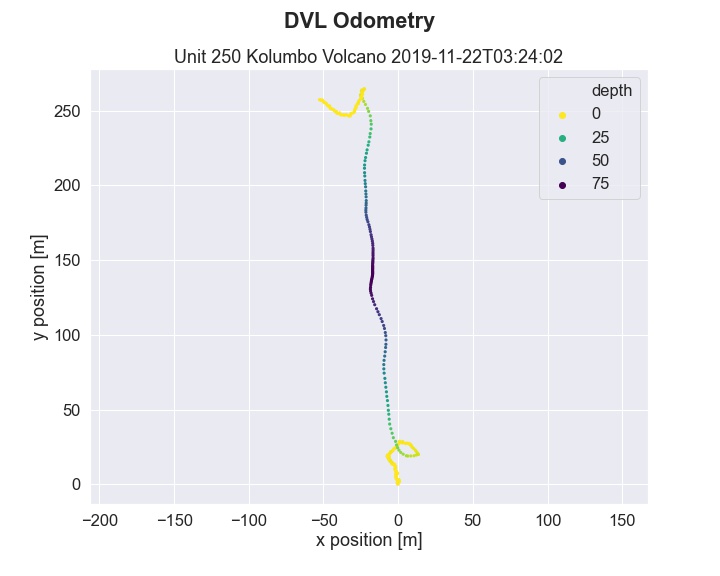 DVL Odometry
Unit 250 Kolumbo Volcano 2019-11-22T03:24:02
depth
0
25
50
75
y position [m]
250
200
150
100
50
0
−200 −150 −100 −50 0 50 100 150
x position [m]